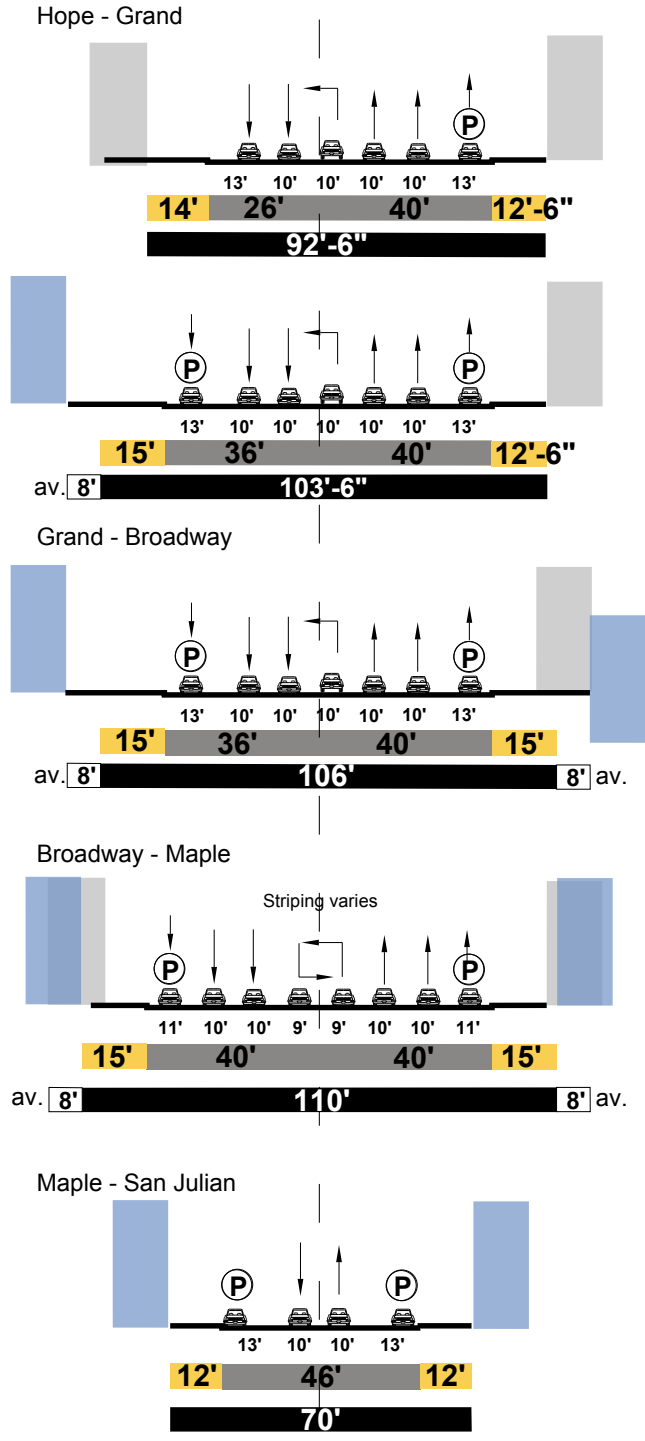 Hope - Grand
P
13' 10' 10' 10' 10' 13'
14' 26' 40' 12'-6"
92'-6"
P P
13' 10' 10' 10' 10' 10' 13'
15' 36' 40' 12'-6"
av. 8' 103'-6"
Grand - Broadway
P P
13' 10' 10' 10' 10' 10' 13'
15' 36' 40' 15'
av. 8' 106' 8' av.
Broadway - Maple
Striping varies
P P
11' 10' 10' 9' 9' 10' 10' 11'
15' 40' 40' 15'
av. 8' 110' 8' av.
Maple - San Julian
P P
13' 10' 10' 13'
12' 46' 12'
70'